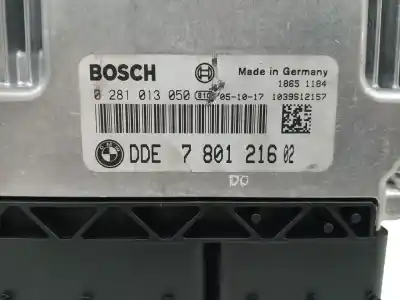 BOSCH Made in Germany
1865 1184
0 281 013 050 05-10-17 1039S12157
DDE 7 801 216 02
DO